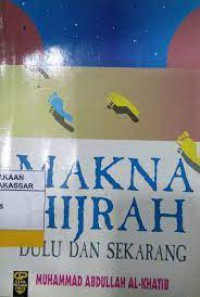 MAKNA
HIJRAH
DULU DAN SEKARANG
MUHAMMAD ABDULLAH AL-KHATIB